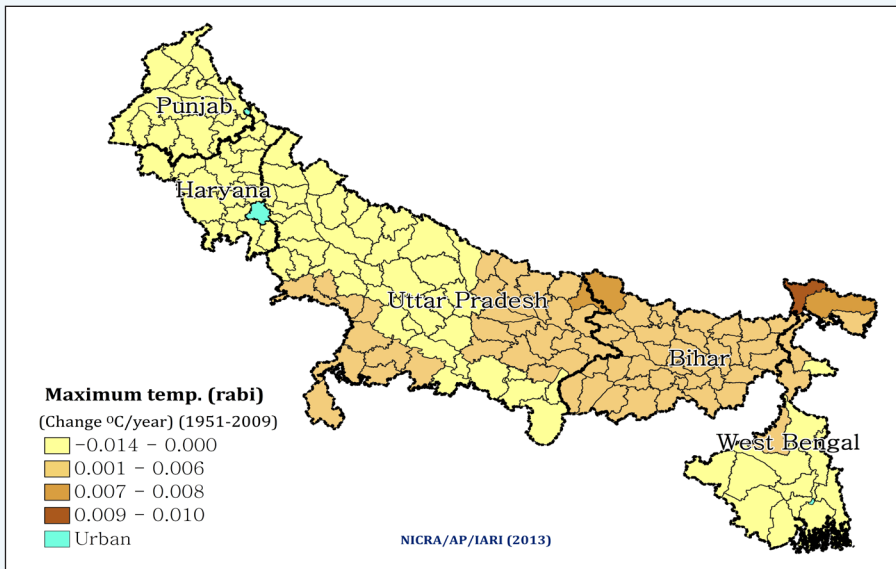 Punjab
Haryana
Uttar Pradesh
Bihar
West Bengal
Maximum temp. (rabi)
(Change ºC/year) (1951-2009)
-0.014 - 0.000
0.001 - 0.006
0.007 - 0.008
0.009 - 0.010
Urban
NICRA/AP/IARI (2013)